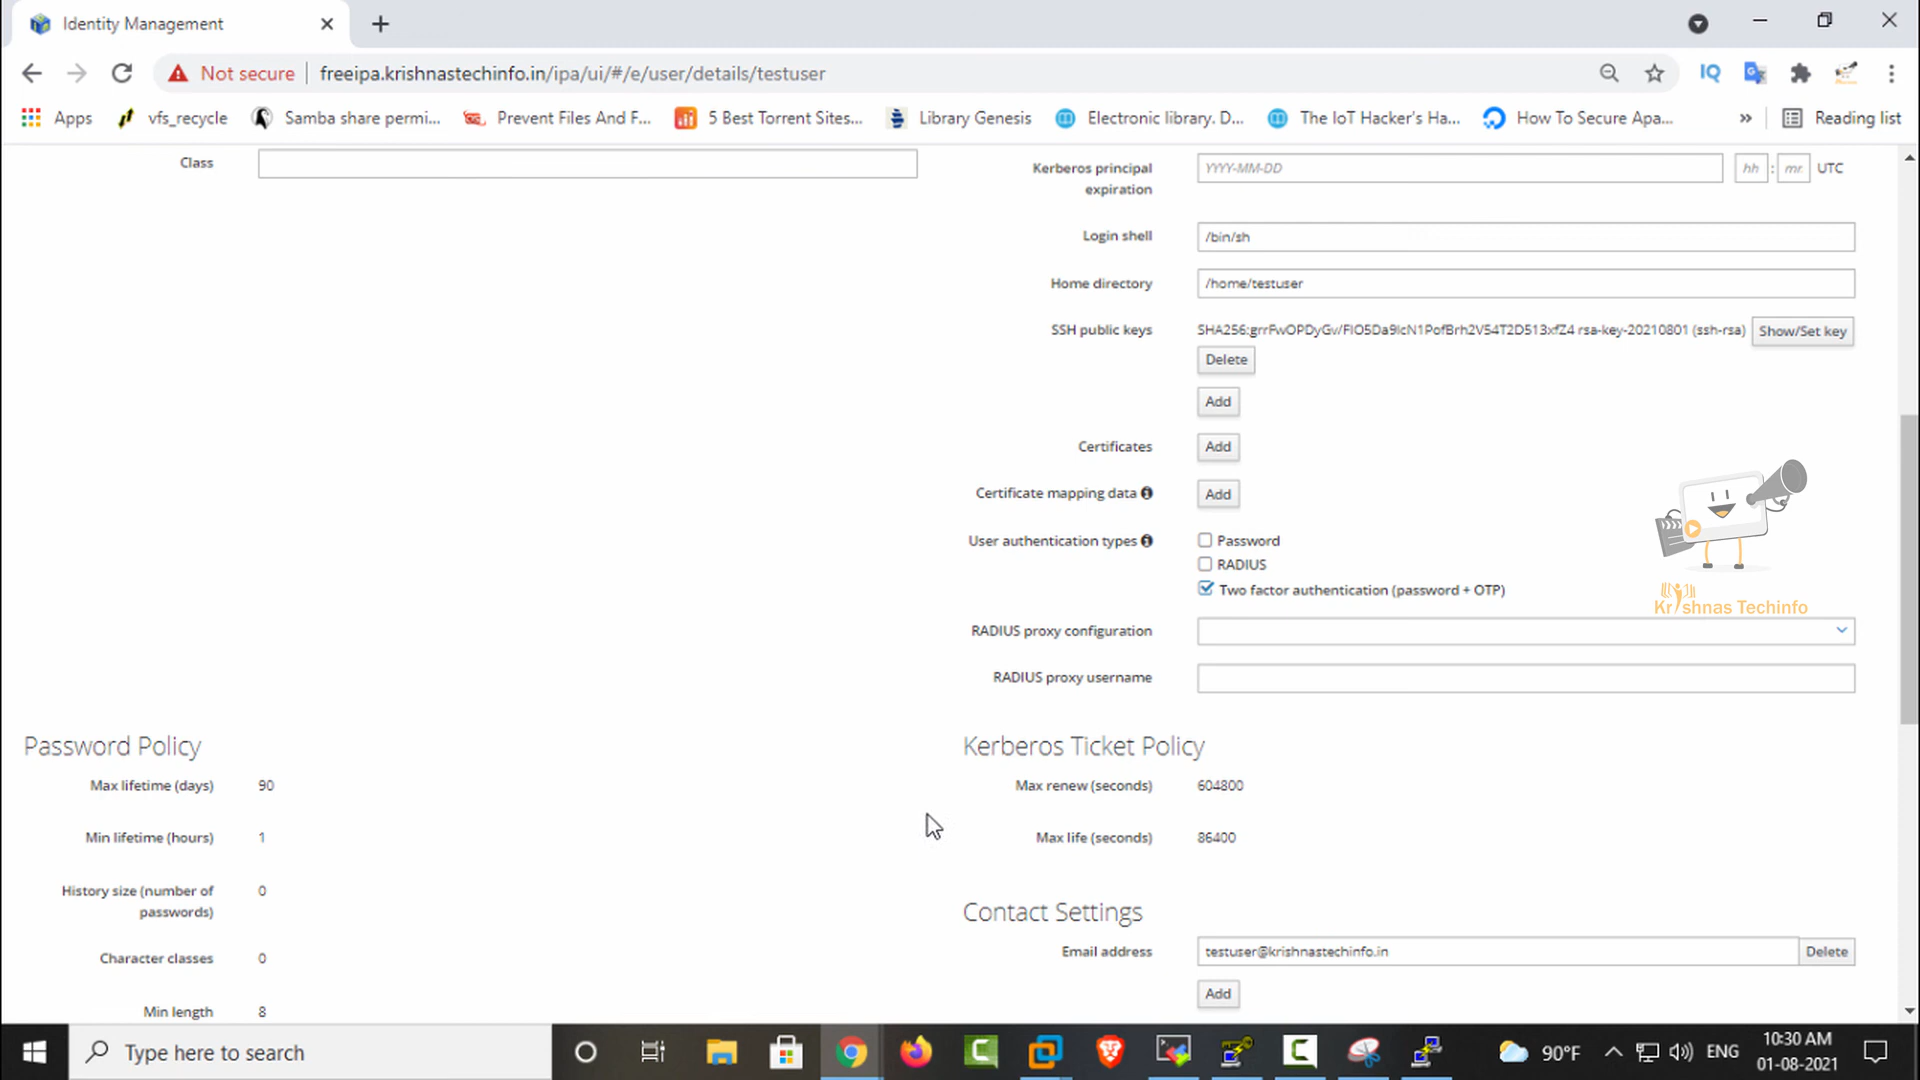 Identity Management
Not secure
freeipa.krishnastechinfo.in/ipa/ui/#/e/user/details/testuser
IQ
Apps
vfs_recycle
Samba share permi...
Prevent Files And F...
5 Best Torrent Sites...
Library Genesis
Electronic library. D...
The IoT Hacker's Ha...
How To Secure Apa...
»
Reading list
Class
Kerberos principal
expiration
YYYY-MM-DD
hh
:
UTC
Login shell
/bin/sh
Home directory
/home/testuser
SSH public keys
rsa-key-20210801 (ssh-rsa)
Show/Set key
Delete
Add
Certificates
Add
Certificate mapping data
Add
User authentication types
Password
RADIUS
Two factor authentication (password + OTP)
Krishnas Techinfo
RADIUS proxy configuration
RADIUS proxy username
Password Policy
Max lifetime (days)
90
Min lifetime (hours)
1
History size (number of
passwords)
0
Character classes
0
Min length
8
Kerberos Ticket Policy
Max renew (seconds)
604800
Max life (seconds)
86400
Contact Settings
Email address
testuser@krishnastechinfo.in
Delete
Add
Type here to search
90°F
ENG
10:30 AM
01-08-2021